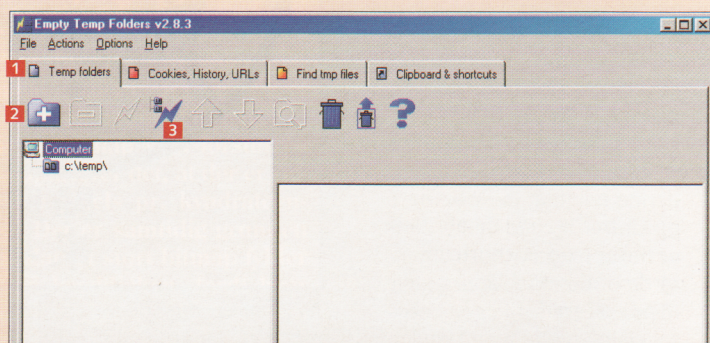 Empty Temp Folders v2.8.3
File Actions Options Help
1 Temp folders Cookies, History, URLs Find tmp files Clipboard & shortcuts
2
3
Computer
c:\temp\